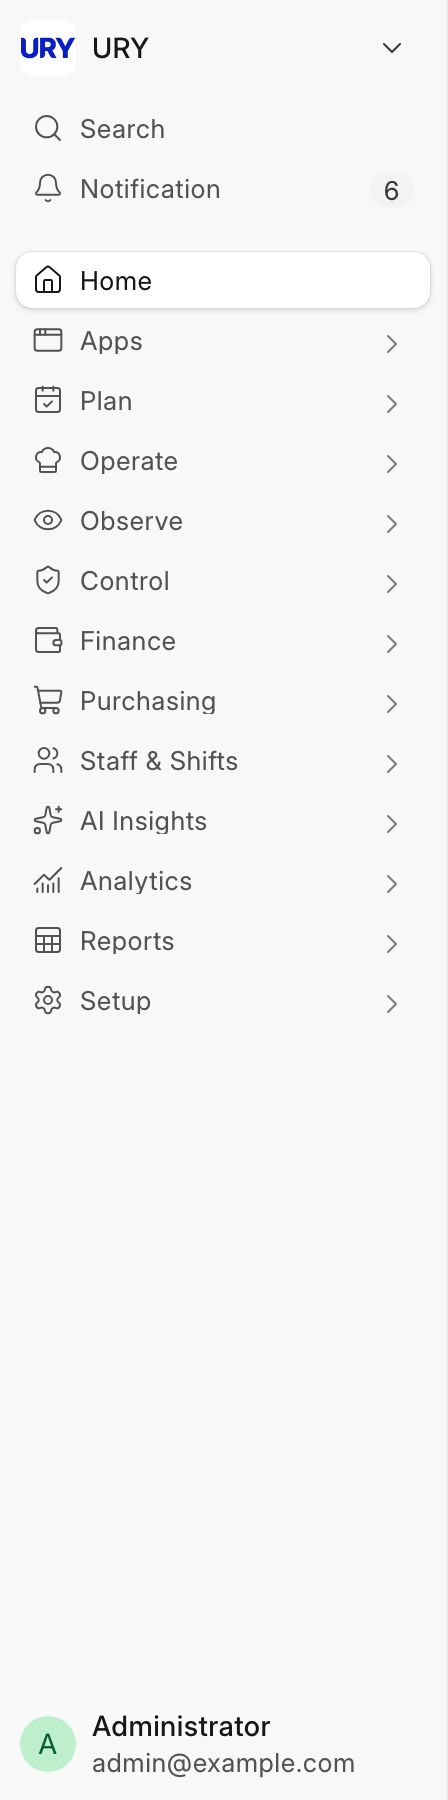 URY URY
Search
Notification 6
Home
Apps
Plan
Operate
Observe
Control
Finance
Purchasing
Staff & Shifts
AI Insights
Analytics
Reports
Setup
A Administrator
admin@example.com